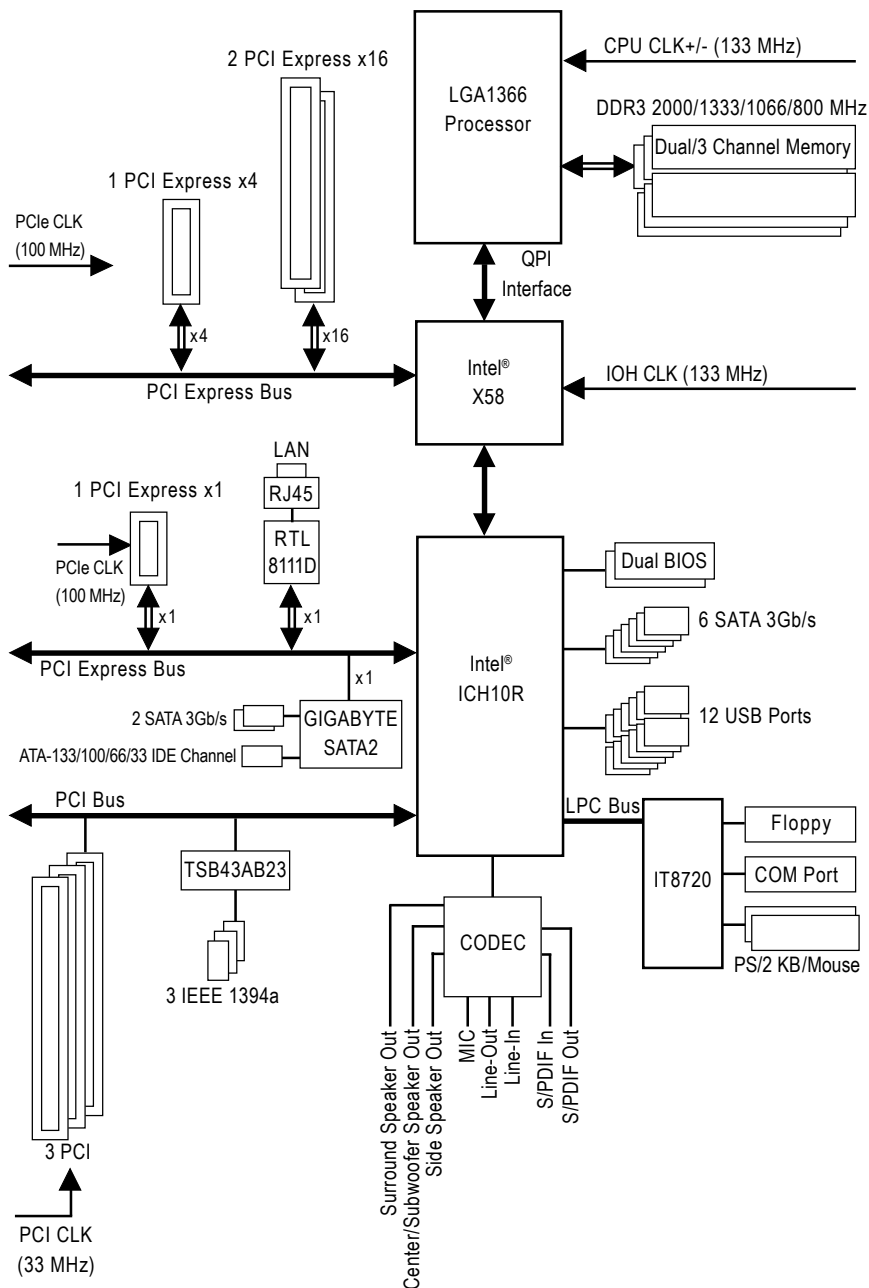 2 PCI Express x16
LGA1366
Processor
CPU CLK+/- (133 MHz)
DDR3 2000/1333/1066/800 MHz
Dual/3 Channel Memory
1 PCI Express x4
PCIe CLK
(100 MHz)
x4
x16
QPI
Interface
PCI Express Bus
Intel®
X58
IOH CLK (133 MHz)
LAN
RJ45
1 PCI Express x1
RTL
8111D
PCIe CLK
(100 MHz)
x1
x1
PCI Express Bus
x1
Intel®
ICH10R
Dual BIOS
6 SATA 3Gb/s
12 USB Ports
2 SATA 3Gb/s
GIGABYTE
SATA2
ATA-133/100/66/33 IDE Channel
PCI Bus
LPC Bus
IT8720
Floppy
COM Port
PS/2 KB/Mouse
TSB43AB23
3 IEEE 1394a
CODEC
Surround Speaker Out
Center/Subwoofer Speaker Out
Side Speaker Out
MIC
Line-Out
Line-In
S/PDIF In
S/PDIF Out
3 PCI
PCI CLK
(33 MHz)